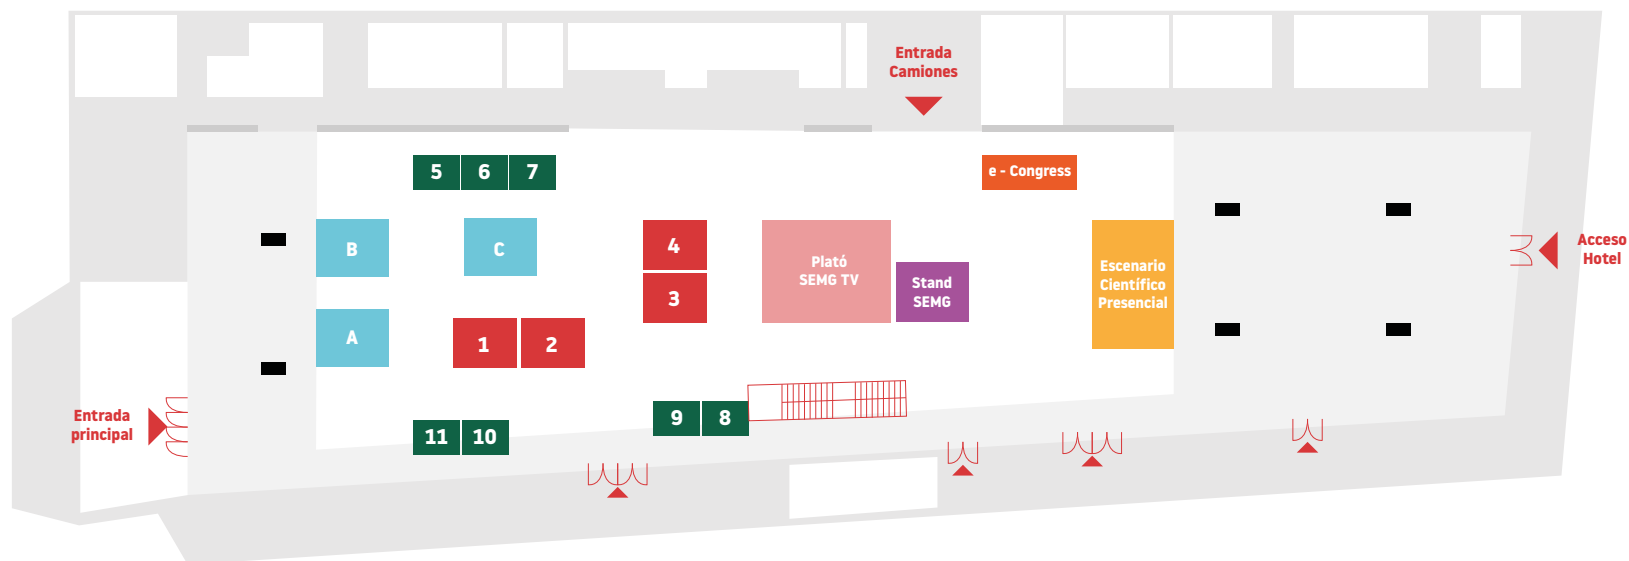 Entrada
Camiones
5 6 7
e - Congress
B
C
4
Plató
SEMG TV
Acceso
Hotel
Escenario
Científico
Presencial
Stand
SEMG
3
A
1 2
Entrada
principal
9 8
11 10